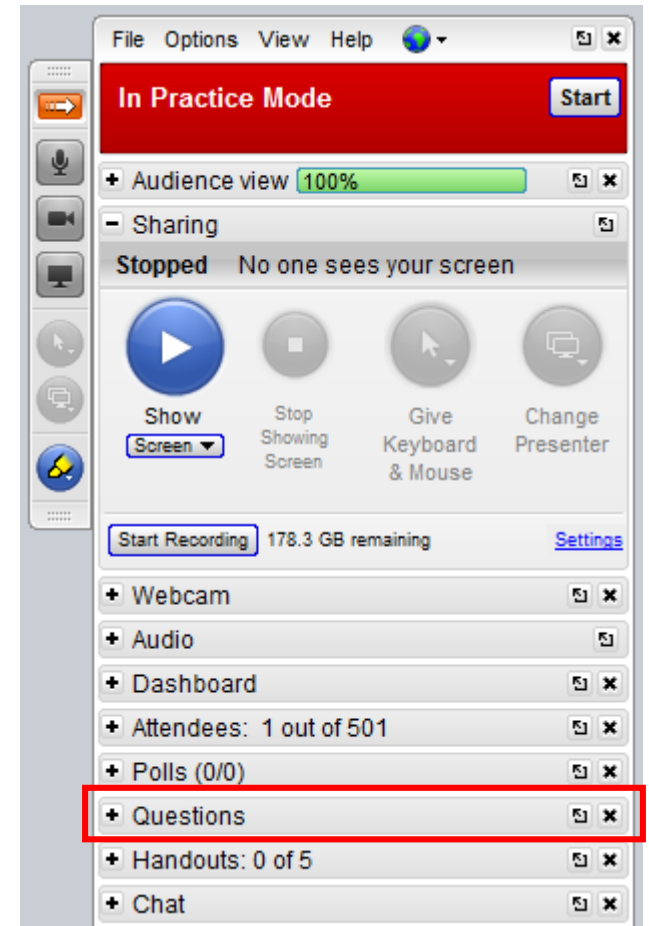 File Options View Help
In Practice Mode Start
Audience view 100%
Sharing
Stopped No one sees your screen
Show
Screen
Stop
Showing
Screen
Give
Keyboard
& Mouse
Change
Presenter
Start Recording 178.3 GB remaining Settings
Webcam
Audio
Dashboard
Attendees: 1 out of 501
Polls (0/0)
Questions
Handouts: 0 of 5
Chat